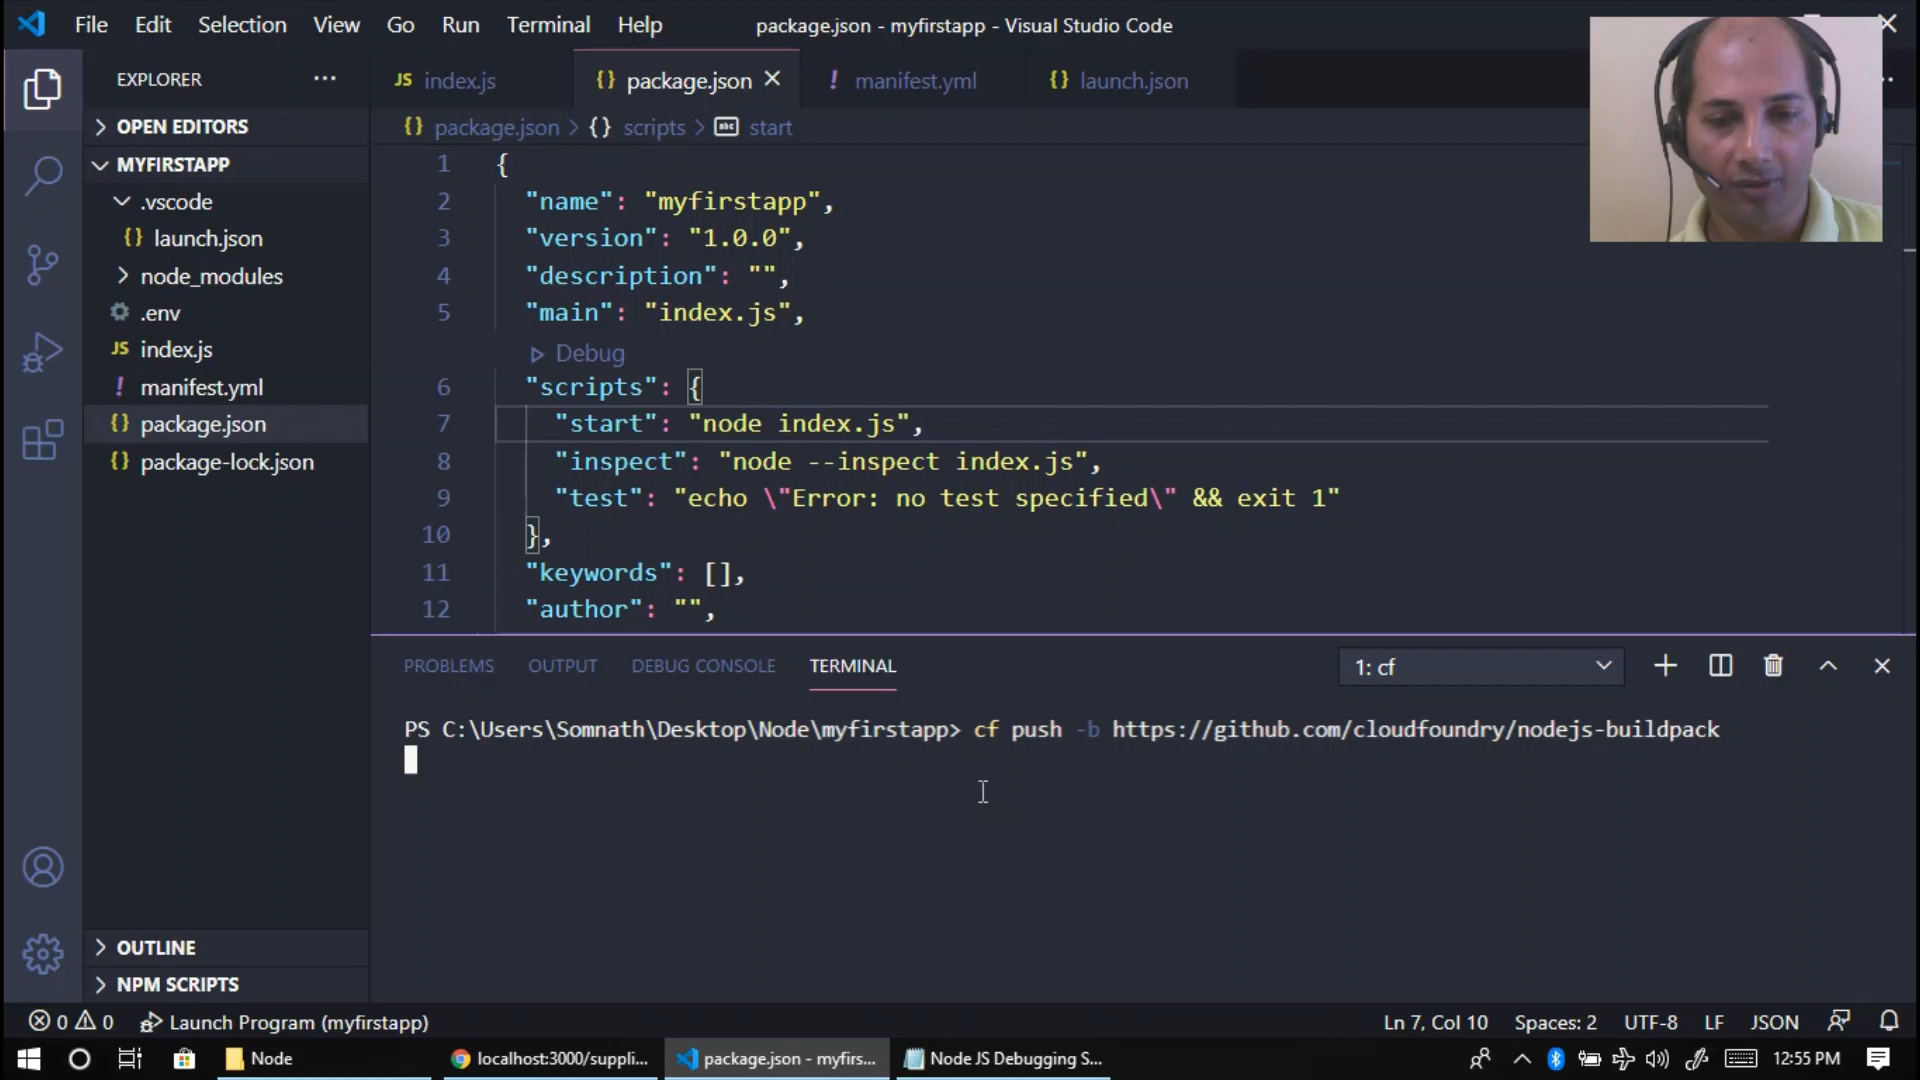 File Edit Selection View Go Run Terminal Help package.json - myfirstapp - Visual Studio Code
EXPLORER
OPEN EDITORS
MYFIRSTAPP
.vscode
{} launch.json
node_modules
.env
JS index.js
! manifest.yml
{} package.json
{} package-lock.json
OUTLINE
NPM SCRIPTS
JS index.js {} package.json ! manifest.yml {} launch.json
{} package.json > {} scripts > abc start
1 {
2 "name": "myfirstapp",
3 "version": "1.0.0",
4 "description": "",
5 "main": "index.js",
Debug
6 "scripts": {
7 "start": "node index.js",
8 "inspect": "node --inspect index.js",
9 "test": "echo \"Error: no test specified\" && exit 1"
10 },
11 "keywords": [],
12 "author": "",
PROBLEMS OUTPUT DEBUG CONSOLE TERMINAL 1: cf
PS C:\Users\Somnath\Desktop\Node\myfirstapp> cf push -b https://github.com/cloudfoundry/nodejs-buildpack
0 0 Launch Program (myfirstapp) Ln 7, Col 10 Spaces: 2 UTF-8 LF JSON
Node localhost:3000/suppli... package.json - myfirs... Node JS Debugging S... 12:55 PM